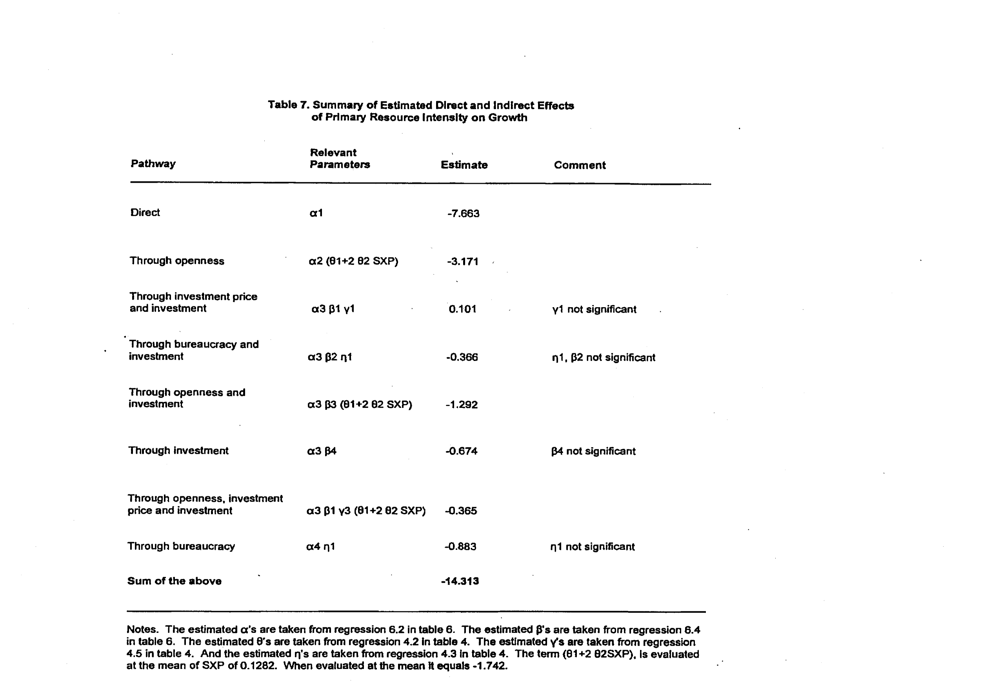 Table 7. Summary of Estimated Direct and Indirect Effects
of Primary Resource Intensity on Growth
Relevant
Pathway Parameters Estimate Comment
Direct α1 -7.663
Through openness α2 (θ1+2 θ2 SXP) -3.171
Through investment price
and investment α3 β1 γ1 0.101 γ1 not significant
Through bureaucracy and
investment α3 β2 η1 -0.366 η1, β2 not significant
Through openness and
investment α3 β3 (θ1+2 θ2 SXP) -1.292
Through investment α3 β4 -0.674 β4 not significant
Through openness, investment
price and investment α3 β1 γ3 (θ1+2 θ2 SXP) -0.365
Through bureaucracy α4 η1 -0.883 η1 not significant
Sum of the above -14.313
Notes. The estimated α's are taken from regression 6.2 in table 6. The estimated β's are taken from regression 6.4
in table 6. The estimated θ's are taken from regression 4.2 in table 4. The estimated γ's are taken from regression
4.5 in table 4. And the estimated η's are taken from regression 4.3 in table 4. The term (θ1+2 θ2SXP), is evaluated
at the mean of SXP of 0.1282. When evaluated at the mean it equals -1.742.